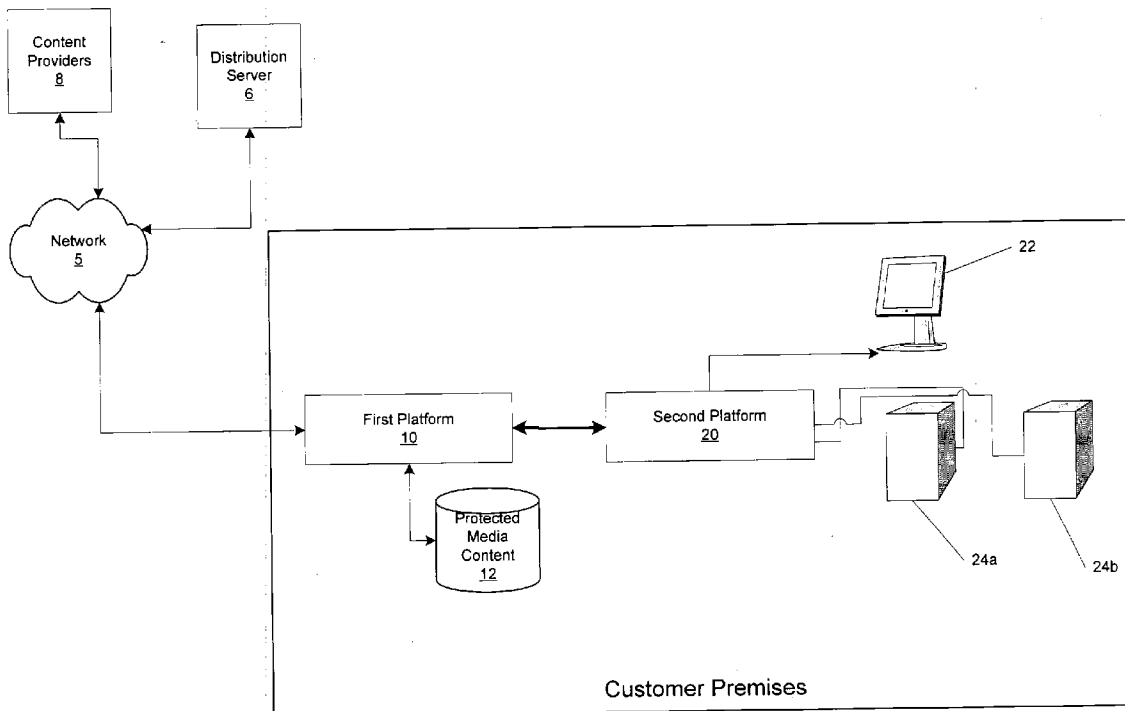 Content
Providers
8
Distribution
Server
6
Network
5
22
First Platform
10
Second Platform
20
Protected
Media
Content
12
24a
24b
Customer Premises